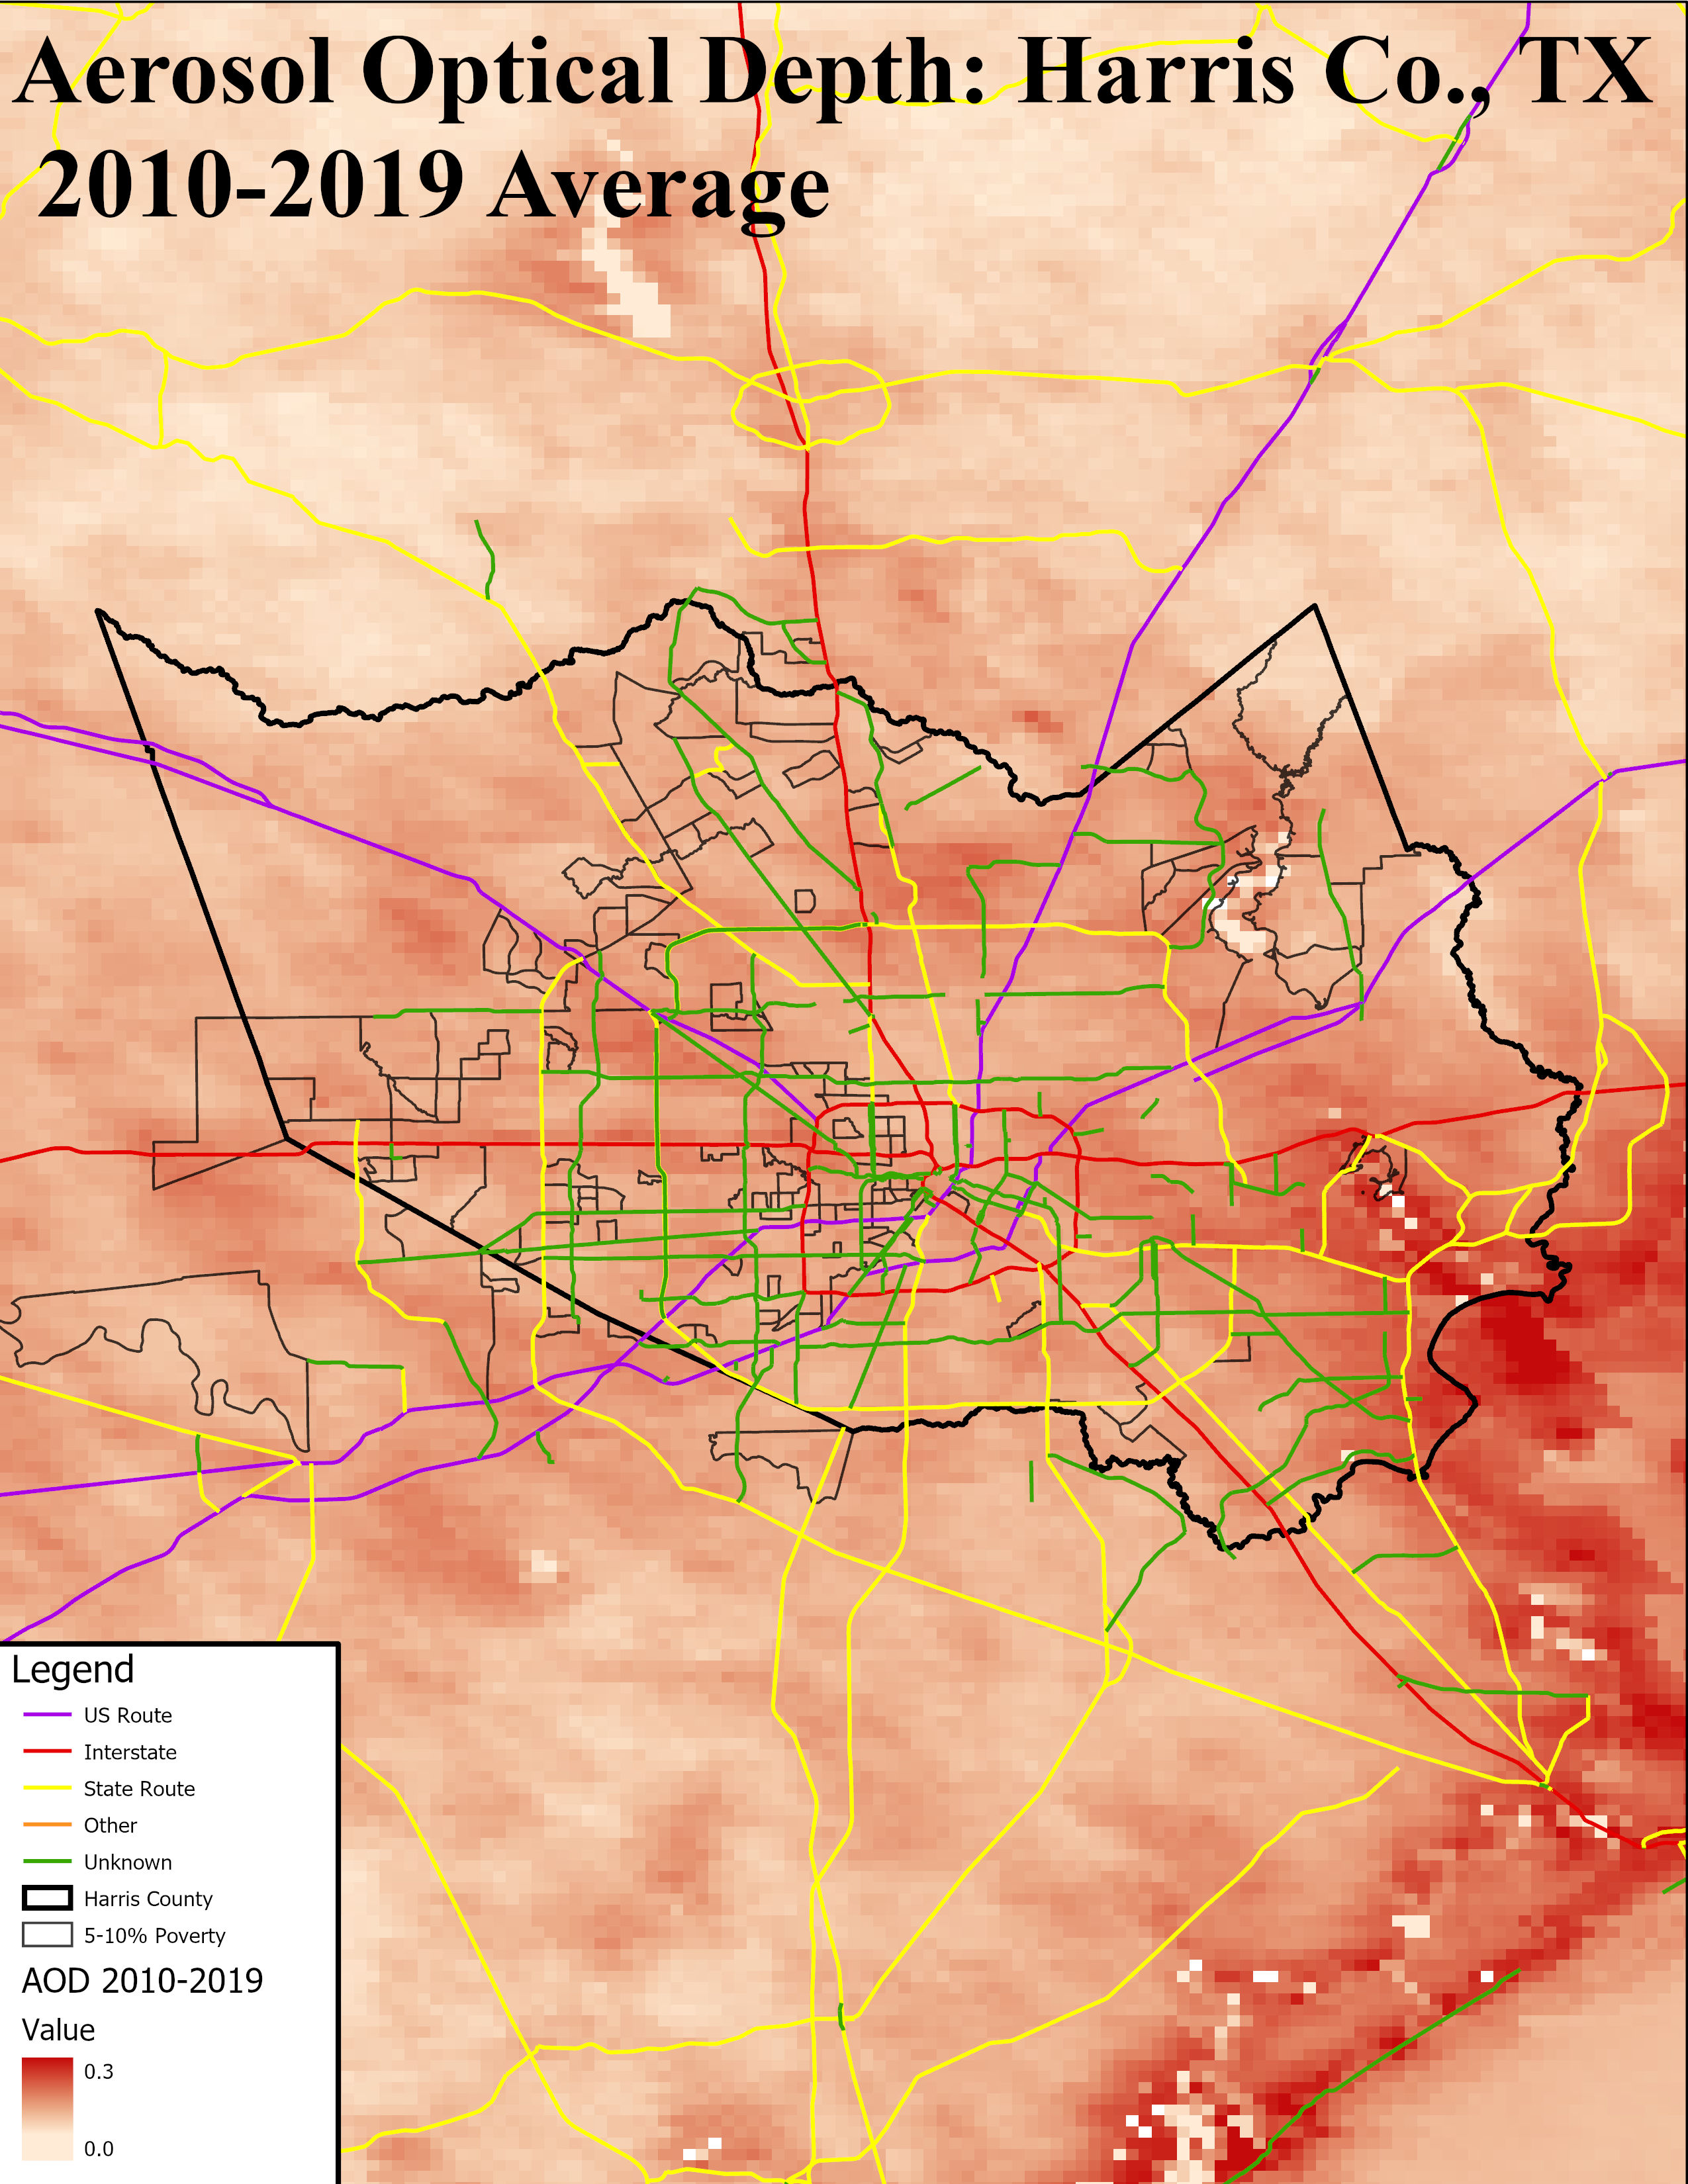 Aerosol Optical Depth: Harris Co., TX
2010-2019 Average
Legend
US Route
Interstate
State Route
Other
Unknown
Harris County
5-10% Poverty
AOD 2010-2019
Value
0.3
0.0